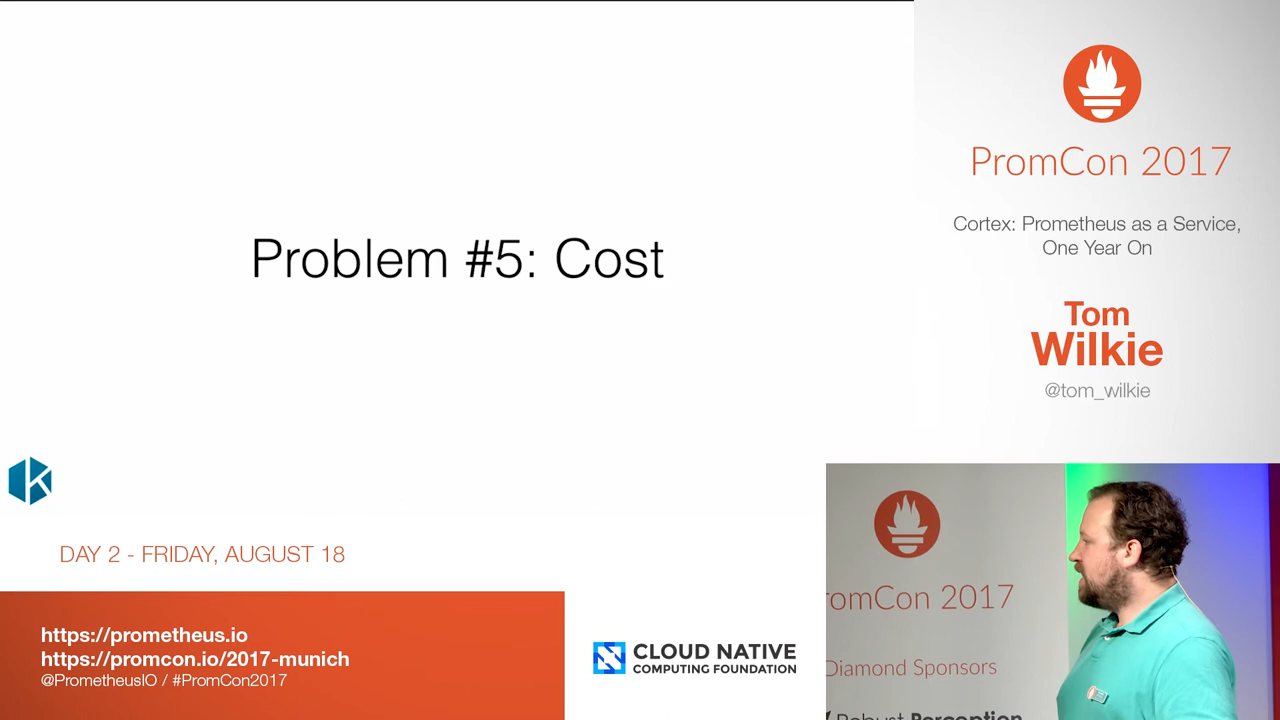 Problem #5: Cost
PromCon 2017
Cortex: Prometheus as a Service,
One Year On
Tom
Wilkie
@tom_wilkie
DAY 2 - FRIDAY, AUGUST 18
https://prometheus.io
https://promcon.io/2017-munich
@PrometheusIO / #PromCon2017
CLOUD NATIVE
COMPUTING FOUNDATION
romCon 2017
Diamond Sponsors
Robust Perception